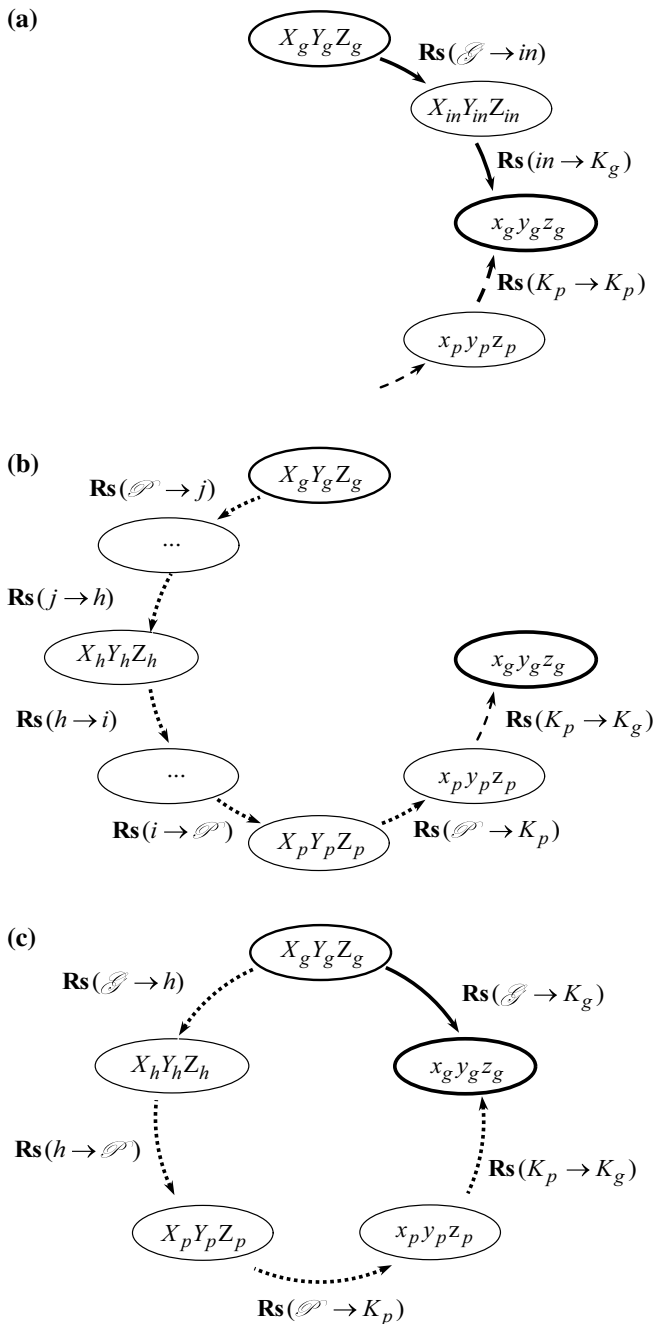 (a)
X_g Y_g Z_g
Rs(𝒢 → in)
X_in Y_in Z_in
Rs(in → K_g)
x_g y_g z_g
Rs(K_p → K_p)
x_p y_p z_p
(b)
X_g Y_g Z_g
Rs(𝒫 → j)
...
Rs(j → h)
X_h Y_h Z_h
x_g y_g z_g
Rs(h → i)
Rs(K_p → K_g)
...
x_p y_p z_p
Rs(i → 𝒫)
X_p Y_p Z_p
Rs(𝒫 → K_p)
(c)
X_g Y_g Z_g
Rs(𝒢 → h)
Rs(𝒢 → K_g)
X_h Y_h Z_h
x_g y_g z_g
Rs(h → 𝒫)
Rs(K_p → K_g)
X_p Y_p Z_p
x_p y_p z_p
Rs(𝒫 → K_p)